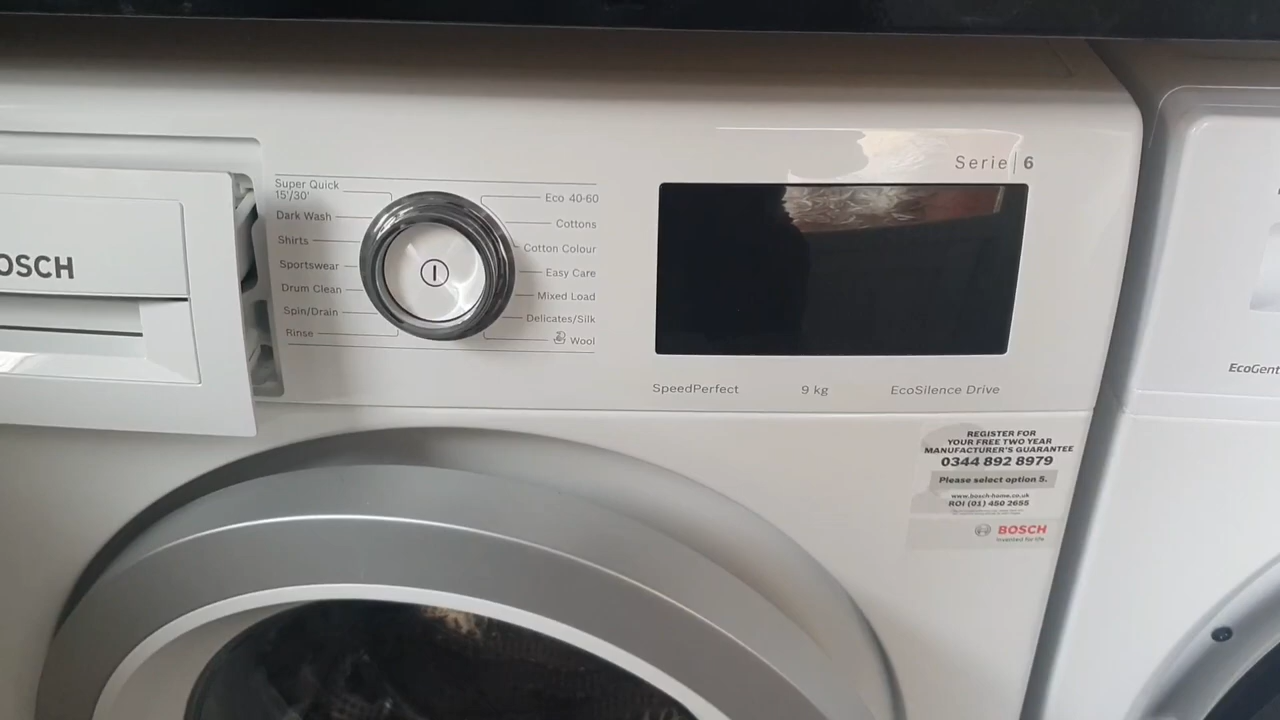 Serie | 6
Super Quick
15'/30'
Dark Wash
Shirts
Sportswear
Drum Clean
Spin/Drain
Rinse
Eco 40-60
Cottons
Cotton Colour
Easy Care
Mixed Load
Delicates/Silk
Wool
OSCH
SpeedPerfect
9 kg
EcoSilence Drive
EcoGent
REGISTER FOR
YOUR FREE TWO YEAR
MANUFACTURER'S GUARANTEE
0344 892 8979
Please select option 5.
www.bosch-home.co.uk
ROI (01) 450 2655
BOSCH
Invented for life